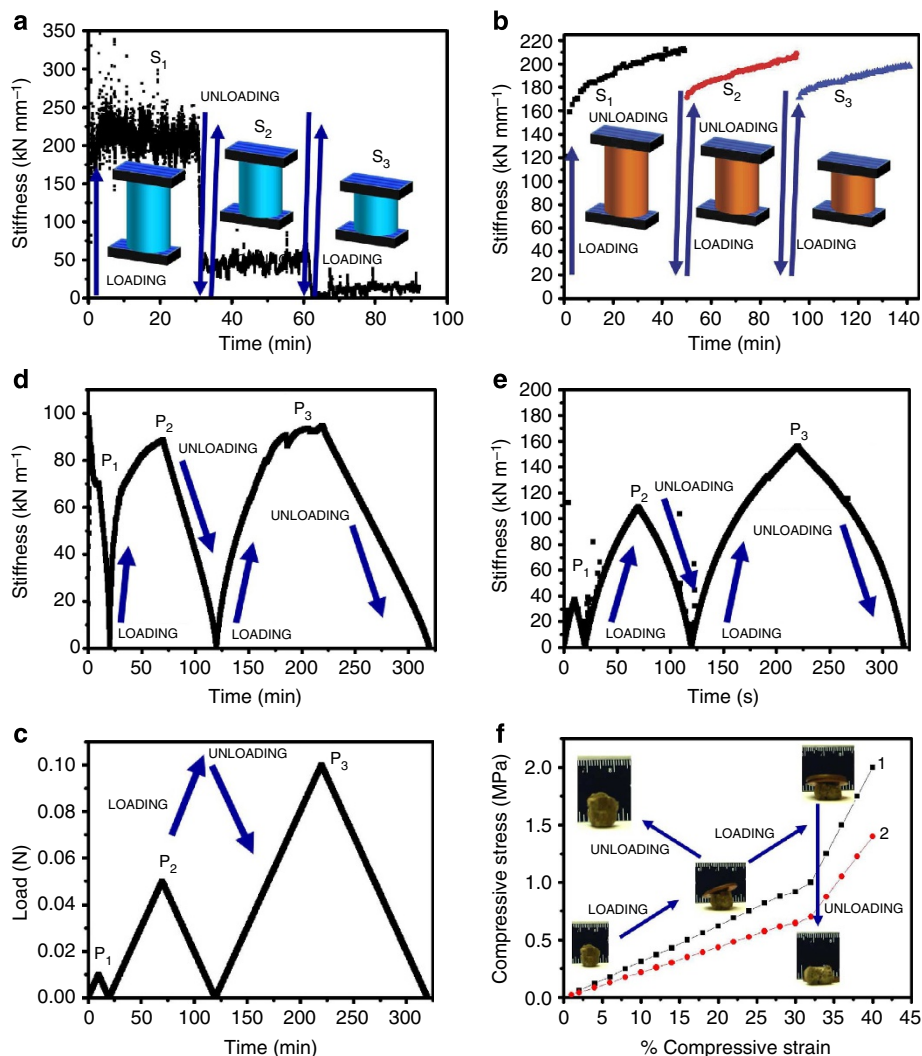 a
350
300
250
200
150
100
50
0
Stiffness (kN mm⁻¹)
S1
UNLOADING
S2
S3
LOADING
LOADING
0 20 40 60 80 100
Time (min)
b
220
200
180
160
140
120
100
80
60
40
20
0
Stiffness (kN mm⁻¹)
S1
S2
S3
UNLOADING
UNLOADING
LOADING
LOADING
LOADING
0 20 40 60 80 100 120 140
Time (min)
d
100
80
60
40
20
0
Stiffness (kN m⁻¹)
P1
P2
P3
UNLOADING
UNLOADING
LOADING
LOADING
0 50 100 150 200 250 300
Time (min)
e
200
180
160
140
120
100
80
60
40
20
0
Stiffness (kN m⁻¹)
P1
P2
P3
UNLOADING
UNLOADING
LOADING
LOADING
0 50 100 150 200 250 300
Time (s)
c
0.10
0.08
0.06
0.04
0.02
0.00
Load (N)
P1
P2
P3
UNLOADING
LOADING
0 50 100 150 200 250 300
Time (min)
f
2.0
1.5
1.0
0.5
0.0
Compressive stress (MPa)
1
2
LOADING
UNLOADING
LOADING
UNLOADING
0 5 10 15 20 25 30 35 40 45
% Compressive strain